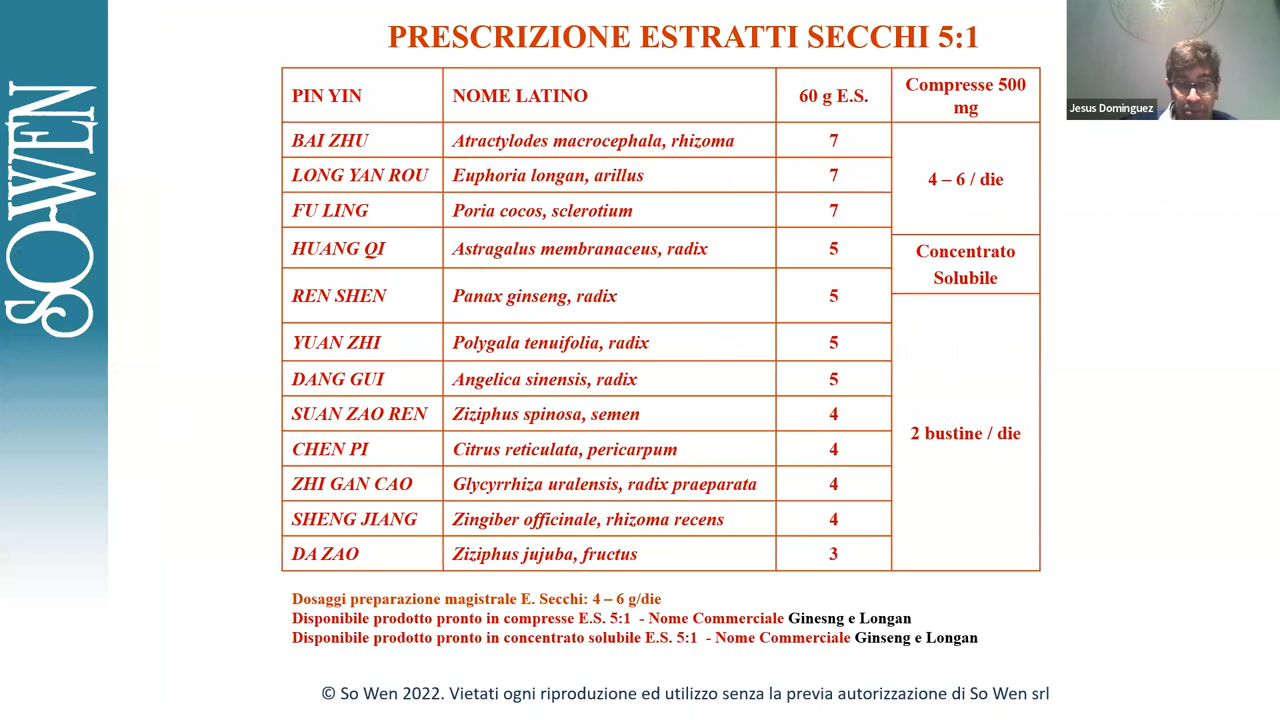 SO WEN
PRESCRIZIONE ESTRATTI SECCHI 5:1
Jesus Dominguez
PIN YIN NOME LATINO 60 g E.S. Compresse 500 mg
BAI ZHU Atractylodes macrocephala, rhizoma 7
LONG YAN ROU Euphoria longan, arillus 7 4 – 6 / die
FU LING Poria cocos, sclerotium 7
HUANG QI Astragalus membranaceus, radix 5 Concentrato Solubile
REN SHEN Panax ginseng, radix 5
YUAN ZHI Polygala tenuifolia, radix 5
DANG GUI Angelica sinensis, radix 5
SUAN ZAO REN Ziziphus spinosa, semen 4 2 bustine / die
CHEN PI Citrus reticulata, pericarpum 4
ZHI GAN CAO Glycyrrhiza uralensis, radix praeparata 4
SHENG JIANG Zingiber officinale, rhizoma recens 4
DA ZAO Ziziphus jujuba, fructus 3
Dosaggi preparazione magistrale E. Secchi: 4 – 6 g/die
Disponibile prodotto pronto in compresse E.S. 5:1 - Nome Commerciale Ginesng e Longan
Disponibile prodotto pronto in concentrato solubile E.S. 5:1 - Nome Commerciale Ginseng e Longan
© So Wen 2022. Vietati ogni riproduzione ed utilizzo senza la previa autorizzazione di So Wen srl